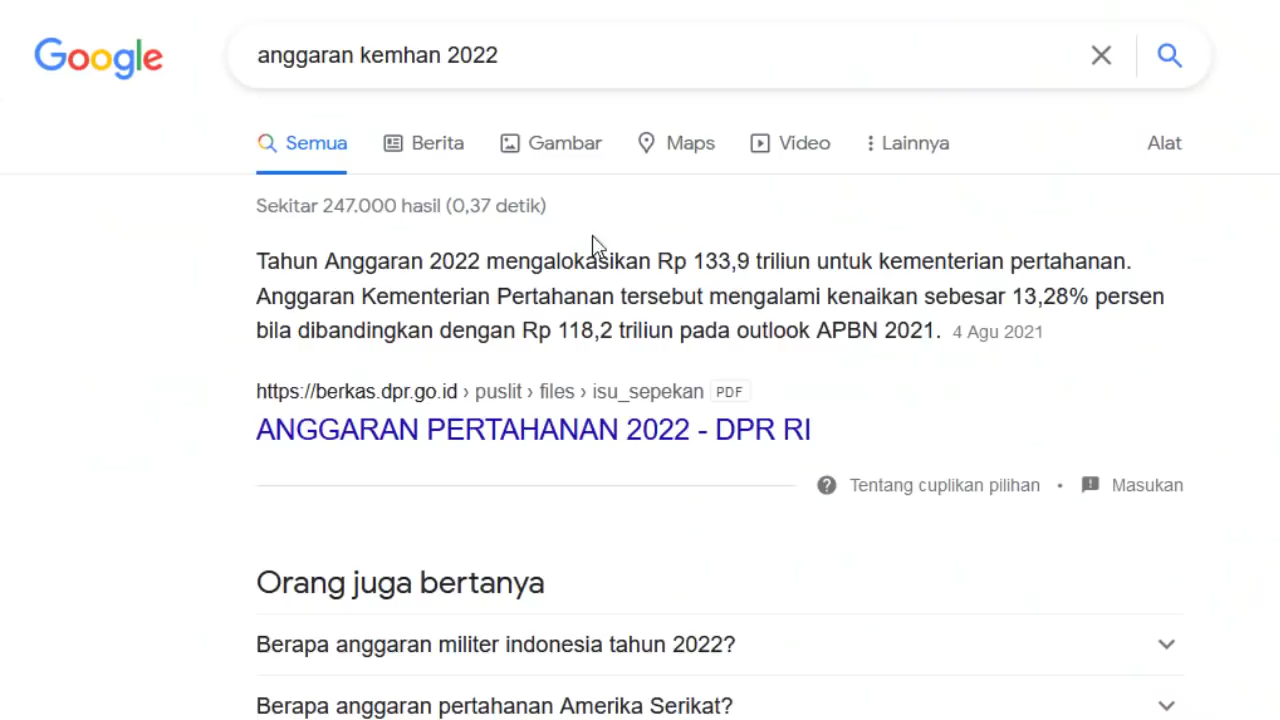 Google
anggaran kemhan 2022
Semua
Berita
Gambar
Maps
Video
Lainnya
Alat
Sekitar 247.000 hasil (0,37 detik)
Tahun Anggaran 2022 mengalokasikan Rp 133,9 triliun untuk kementerian pertahanan.
Anggaran Kementerian Pertahanan tersebut mengalami kenaikan sebesar 13,28% persen
bila dibandingkan dengan Rp 118,2 triliun pada outlook APBN 2021. 4 Agu 2021
https://berkas.dpr.go.id › puslit › files › isu_sepekan PDF
ANGGARAN PERTAHANAN 2022 - DPR RI
Tentang cuplikan pilihan • Masukan
Orang juga bertanya
Berapa anggaran militer indonesia tahun 2022?
Berapa anggaran pertahanan Amerika Serikat?